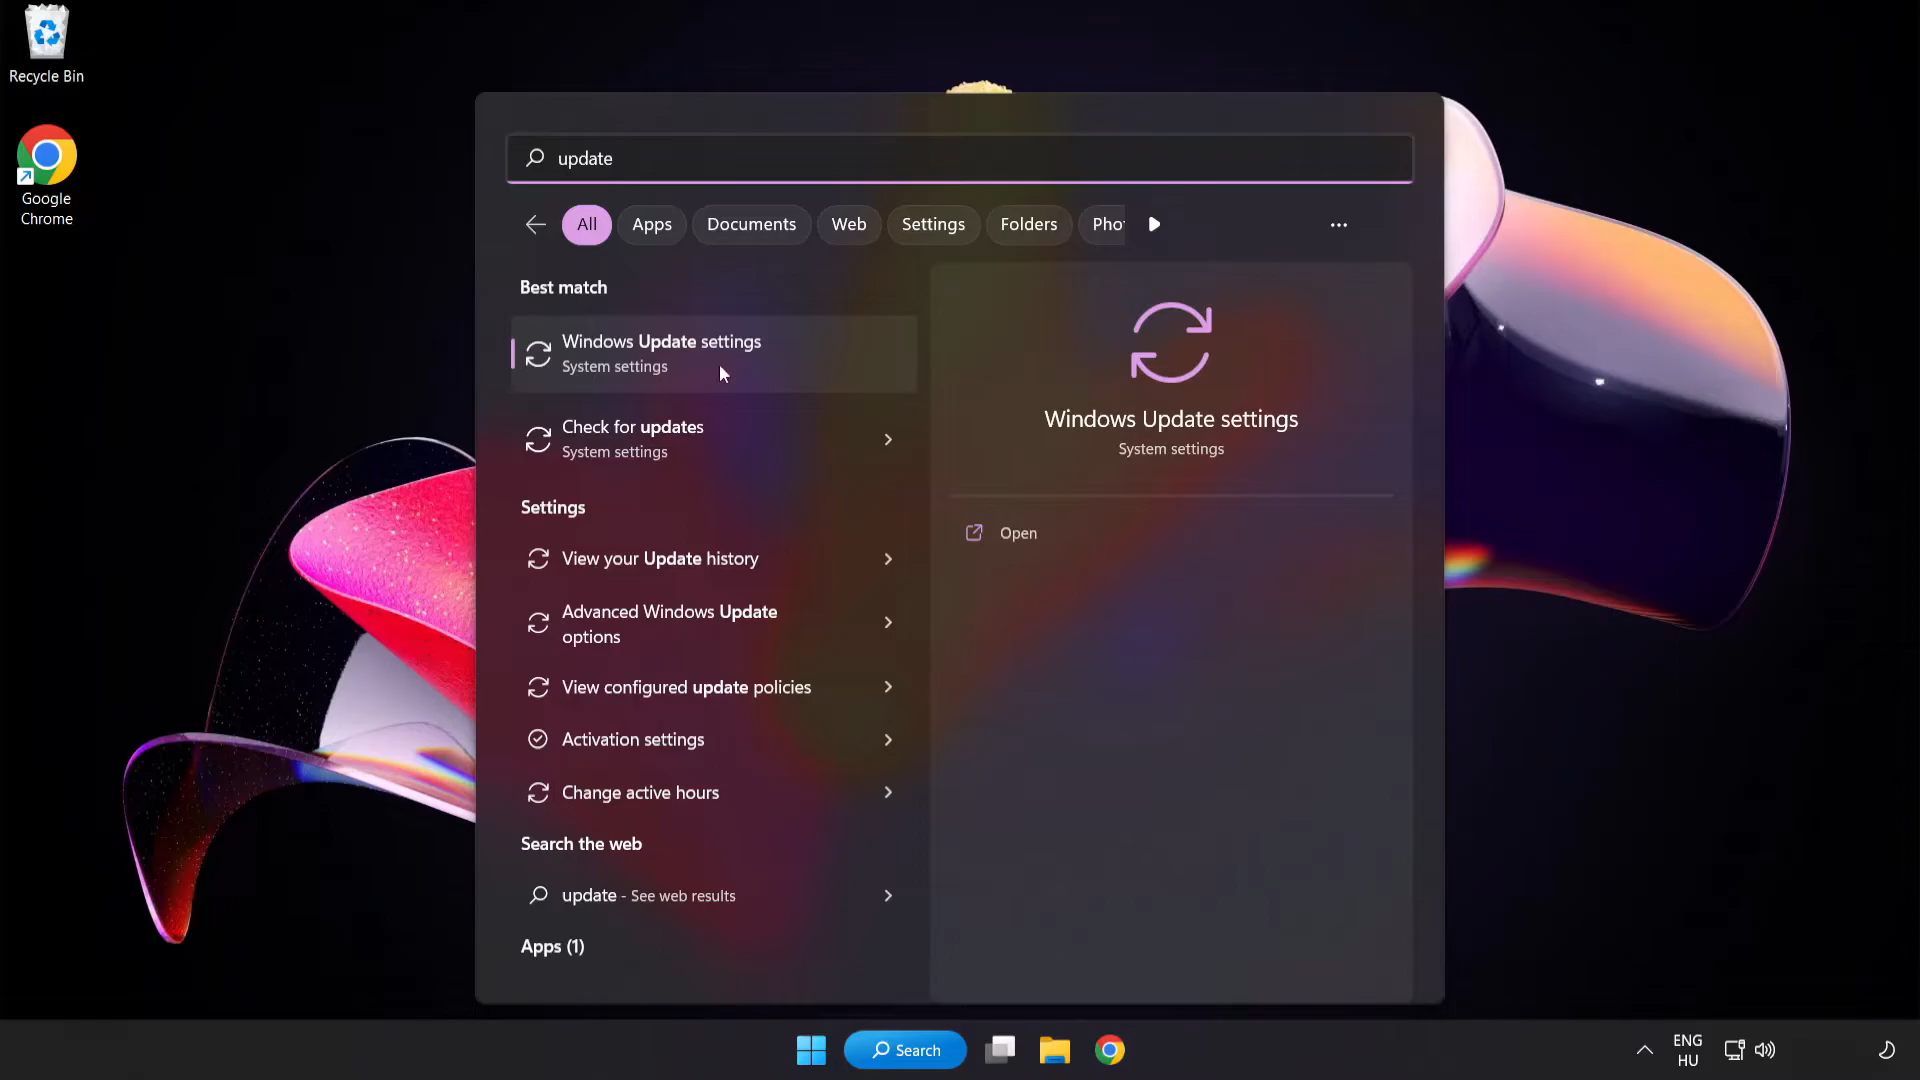 Recycle Bin
Google
Chrome
update
All
Apps
Documents
Web
Settings
Folders
Pho
Best match
Windows Update settings
System settings
Check for updates
System settings
Settings
View your Update history
Advanced Windows Update
options
View configured update policies
Activation settings
Change active hours
Search the web
update - See web results
Apps (1)
Windows Update settings
System settings
Open
Search
ENG
HU